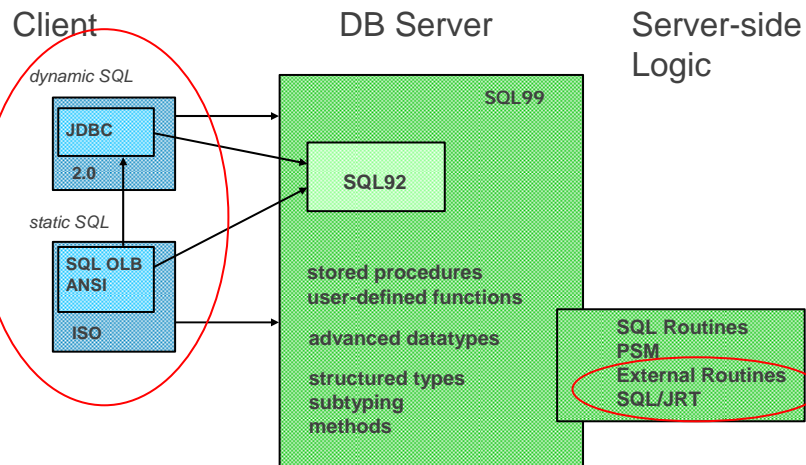 Client
DB Server
Server-side
Logic
dynamic SQL
JDBC
2.0
static SQL
SQL OLB
ANSI
ISO
SQL99
SQL92
stored procedures
user-defined functions
advanced datatypes
structured types
subtyping
methods
SQL Routines
PSM
External Routines
SQL/JRT